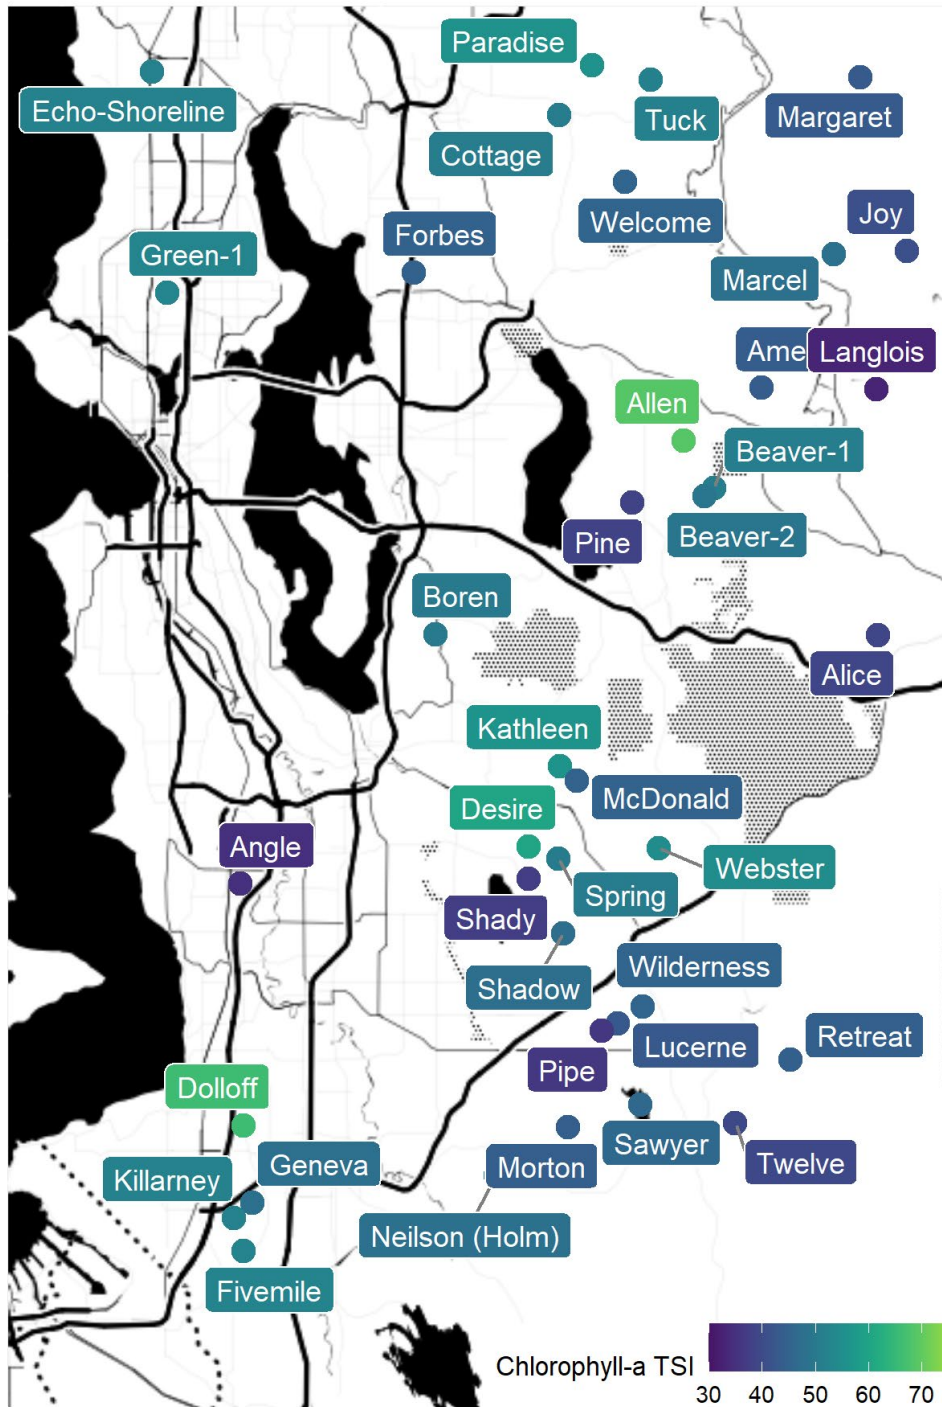 Paradise
Echo-Shoreline
Tuck
Margaret
Cottage
Welcome
Joy
Forbes
Green-1
Marcel
Ame
Langlois
Allen
Beaver-1
Beaver-2
Pine
Boren
Alice
Kathleen
McDonald
Desire
Angle
Webster
Spring
Shady
Wilderness
Shadow
Retreat
Lucerne
Pipe
Dolloff
Sawyer
Geneva
Morton
Twelve
Killarney
Neilson (Holm)
Fivemile
Chlorophyll-a TSI
30 40 50 60 70